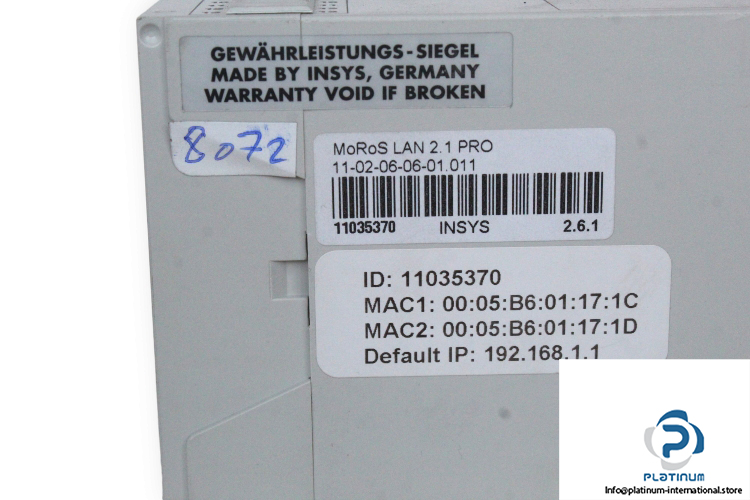 GEWÄHRLEISTUNGS-SIEGEL
MADE BY INSYS, GERMANY
WARRANTY VOID IF BROKEN
8072
MoRoS LAN 2.1 PRO
11-02-06-06-01.011
11035370 INSYS 2.6.1
ID: 11035370
MAC1: 00:05:B6:01:17:1C
MAC2: 00:05:B6:01:17:1D
Default IP: 192.168.1.1
PLATINUM
Info@platinum-international.store